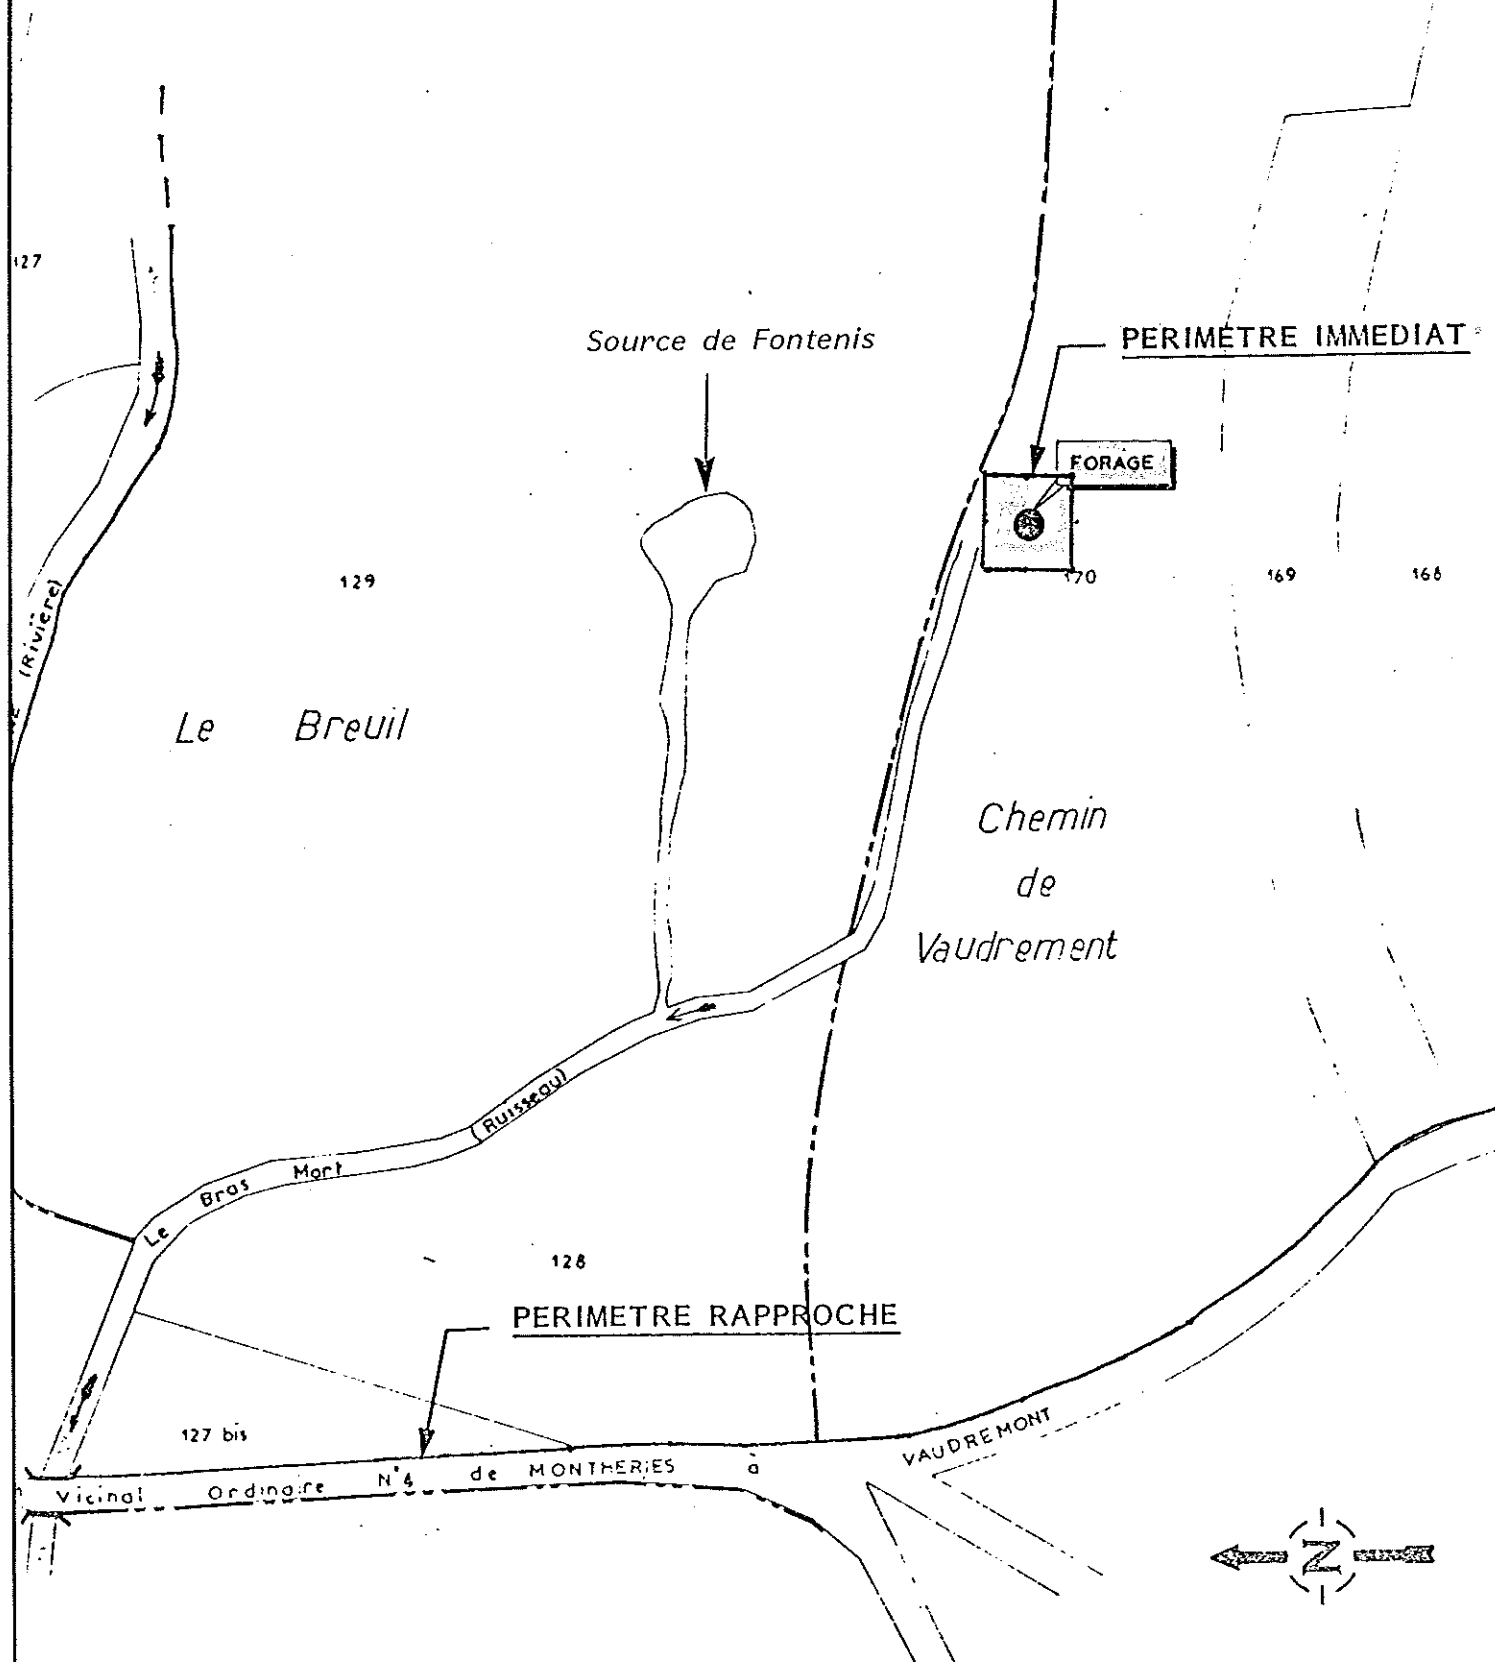 127
Source de Fontenis
PERIMETRE IMMEDIAT
FORAGE
129
170
169
168
(Rivière)
Le Breuil
Chemin
de
Vaudrement
(Ruisseau)
Le Bras Mort
128
PERIMETRE RAPPROCHE
127 bis
Vicinal Ordinaire N°4 de MONTHERIES à
VAUDREMONT
N